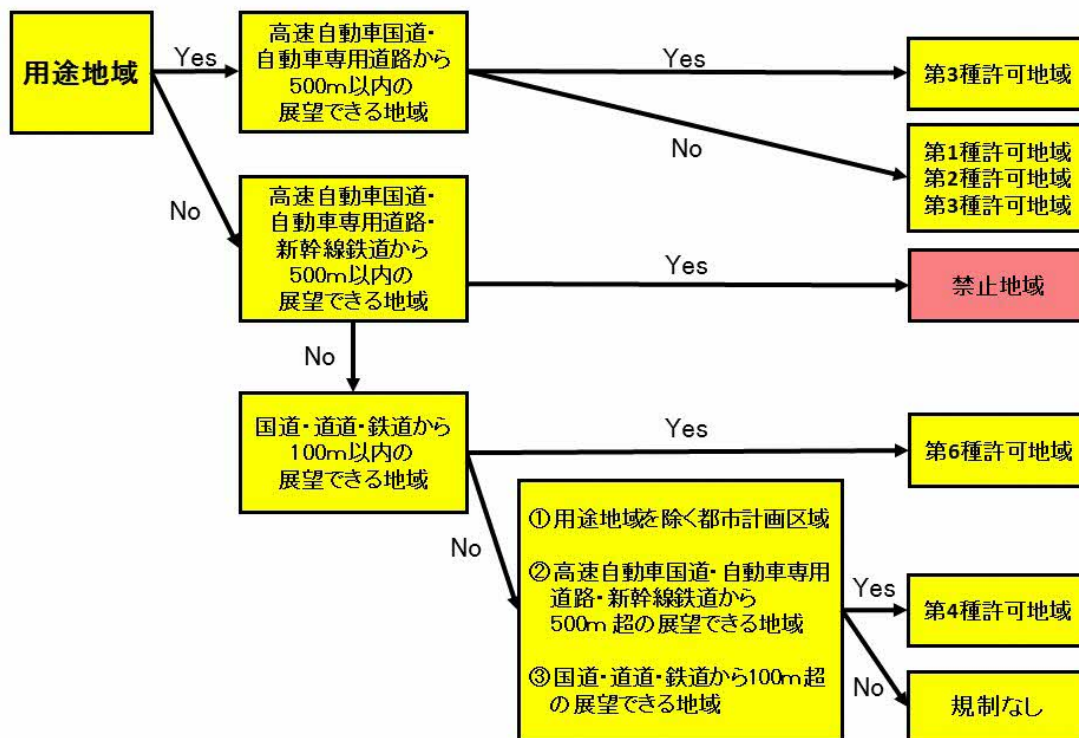 用途地域
Yes
高速自動車国道・
自動車専用道路から
500m以内の
展望できる地域
Yes
第3種許可地域
No
第1種許可地域
第2種許可地域
第3種許可地域
No
高速自動車国道・
自動車専用道路・
新幹線鉄道から
500m以内の
展望できる地域
Yes
禁止地域
No
国道・道道・鉄道から
100m以内の
展望できる地域
Yes
第6種許可地域
No
①用途地域を除く都市計画区域
②高速自動車国道・自動車専用
道路・新幹線鉄道から
500m 超の展望できる地域
③国道・道道・鉄道から100m超
の展望できる地域
Yes
第4種許可地域
No
規制なし